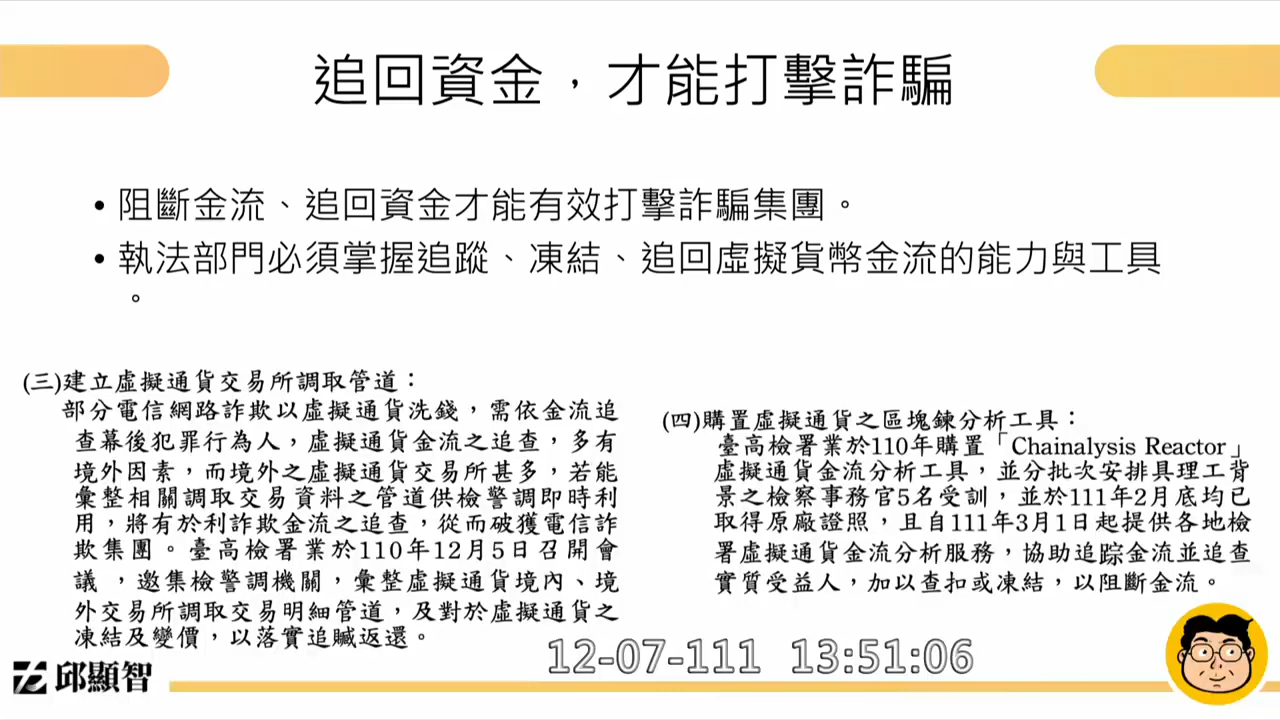 追回資金，才能打擊詐騙
• 阻斷金流、追回資金才能有效打擊詐騙集團。
• 執法部門必須掌握追蹤、凍結、追回虛擬貨幣金流的能力與工具
。
(三)建立虛擬通貨交易所調取管道：
部分電信網路詐欺以虛擬通貨洗錢，需依金流追
查幕後犯罪行為人，虛擬通貨金流之追查，多有
境外因素，而境外之虛擬通貨交易所甚多，若能
彙整相關調取交易資料之管道供檢警調即時利
用，將有於利詐欺金流之追查，從而破獲電信詐
欺集團。臺高檢署業於110年12月5日召開會
議，邀集檢警調機關，彙整虛擬通貨境內、境
外交易所調取交易明細管道，及對於虛擬通貨之
凍結及變價，以落實追贓返還。
(四)購置虛擬通貨之區塊鍊分析工具：
臺高檢署業於110年購置「Chainalysis Reactor」
虛擬通貨金流分析工具，並分批次安排具理工背
景之檢察事務官5名受訓，並於111年2月底均已
取得原廠證照，且自111年3月1日起提供各地檢
署虛擬通貨金流分析服務，協助追踪金流並追查
實質受益人，加以查扣或凍結，以阻斷金流。
邱顯智
12-07-111 13:51:06